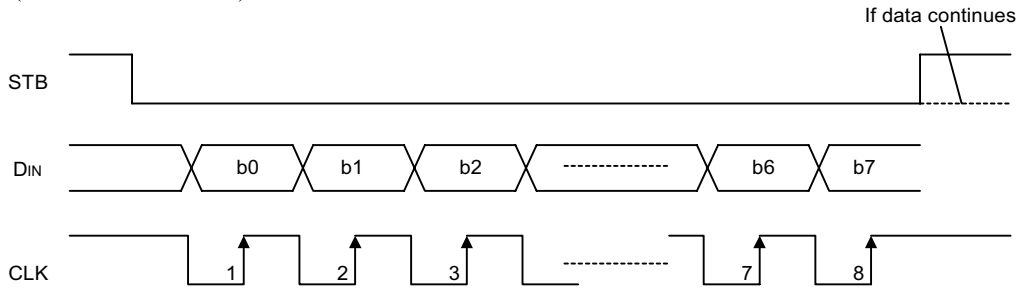 If data continues
STB
DIN b0 b1 b2 b6 b7
CLK 1 2 3 7 8